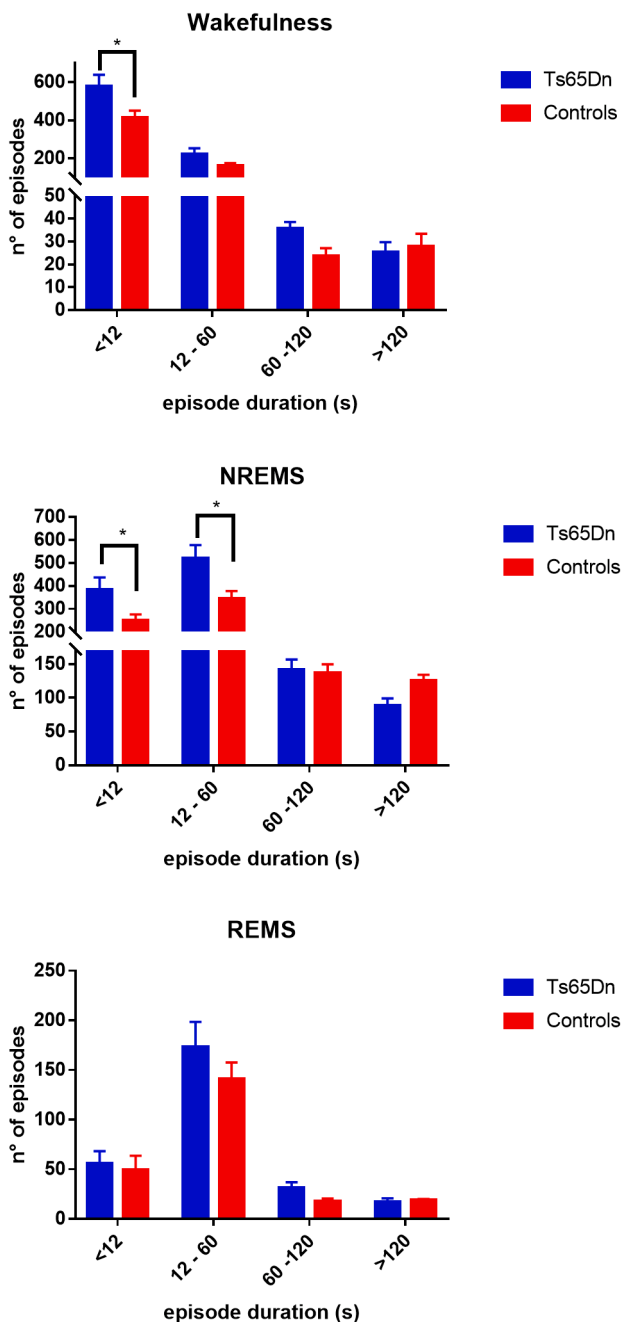 Wakefulness
*
Ts65Dn
Controls
n° of episodes
600
400
200
50
40
30
20
10
0
<12
12 - 60
60 -120
>120
episode duration (s)
NREMS
*
*
Ts65Dn
Controls
n° of episodes
700
600
500
400
300
200
150
100
50
0
<12
12 - 60
60 -120
>120
episode duration (s)
REMS
Ts65Dn
Controls
n° of episodes
250
200
150
100
50
0
<12
12 - 60
60 -120
>120
episode duration (s)